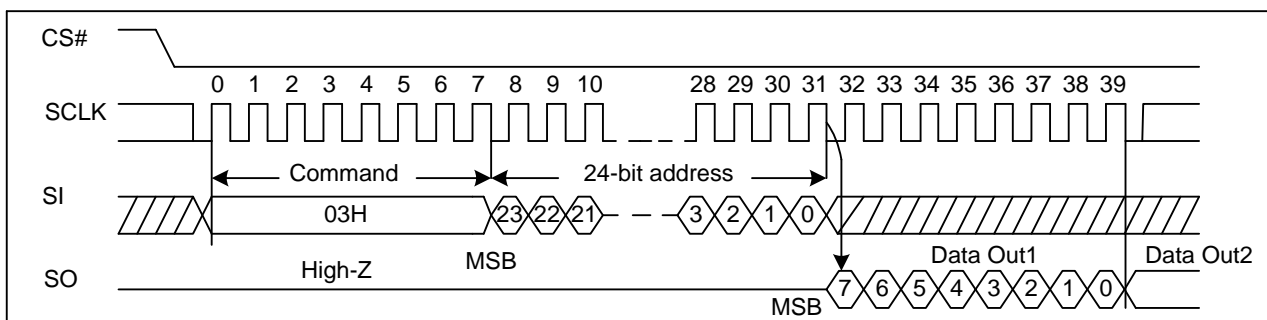 CS#
0 1 2 3 4 5 6 7 8 9 10 28 29 30 31 32 33 34 35 36 37 38 39
SCLK
Command 24-bit address
SI
03H 23 22 21 3 2 1 0
High-Z MSB Data Out1 Data Out2
SO
MSB 7 6 5 4 3 2 1 0